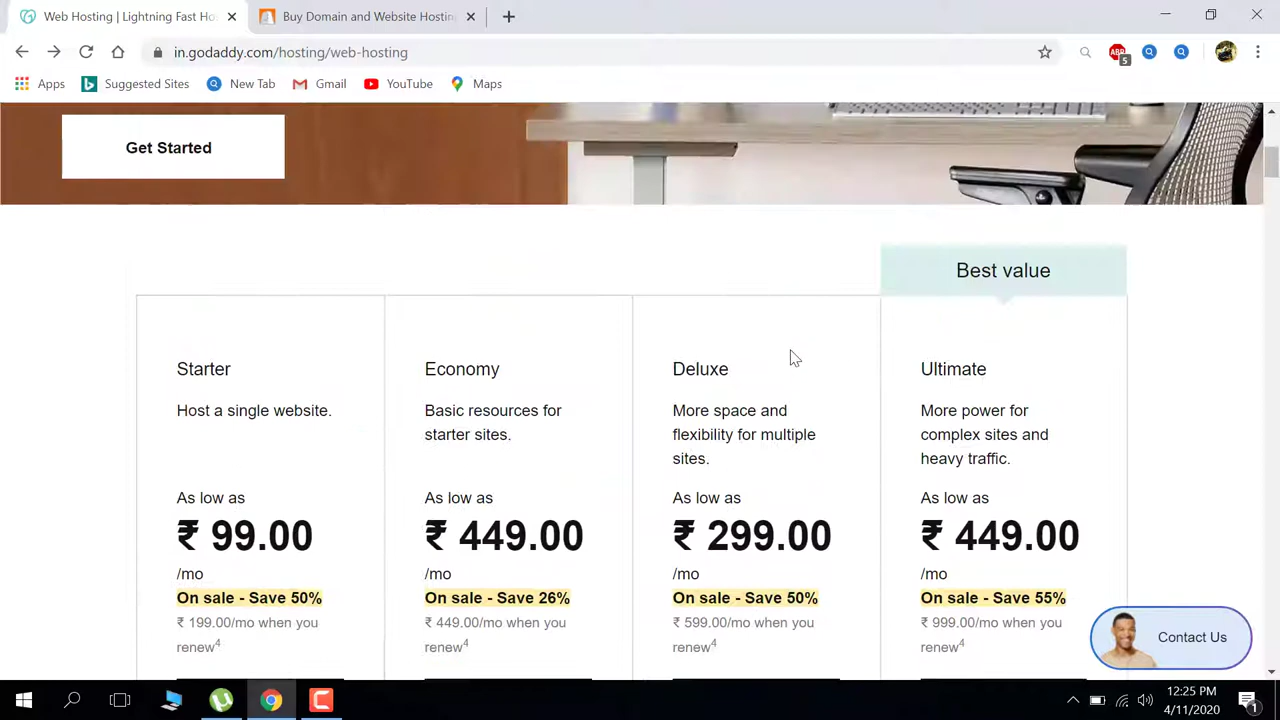 Web Hosting | Lightning Fast Ho
Buy Domain and Website Hosting
in.godaddy.com/hosting/web-hosting
ABP
5
Apps
Suggested Sites
New Tab
Gmail
YouTube
Maps
Get Started
Best value
Starter
Economy
Deluxe
Ultimate
Host a single website.
Basic resources for
starter sites.
More space and
flexibility for multiple
sites.
More power for
complex sites and
heavy traffic.
As low as
As low as
As low as
As low as
₹ 99.00
₹ 449.00
₹ 299.00
₹ 449.00
/mo
/mo
/mo
/mo
On sale - Save 50%
On sale - Save 26%
On sale - Save 50%
On sale - Save 55%
₹ 199.00/mo when you
renew4
₹ 449.00/mo when you
renew4
₹ 599.00/mo when you
renew4
₹ 999.00/mo when you
renew4
Contact Us
12:25 PM
4/11/2020
1